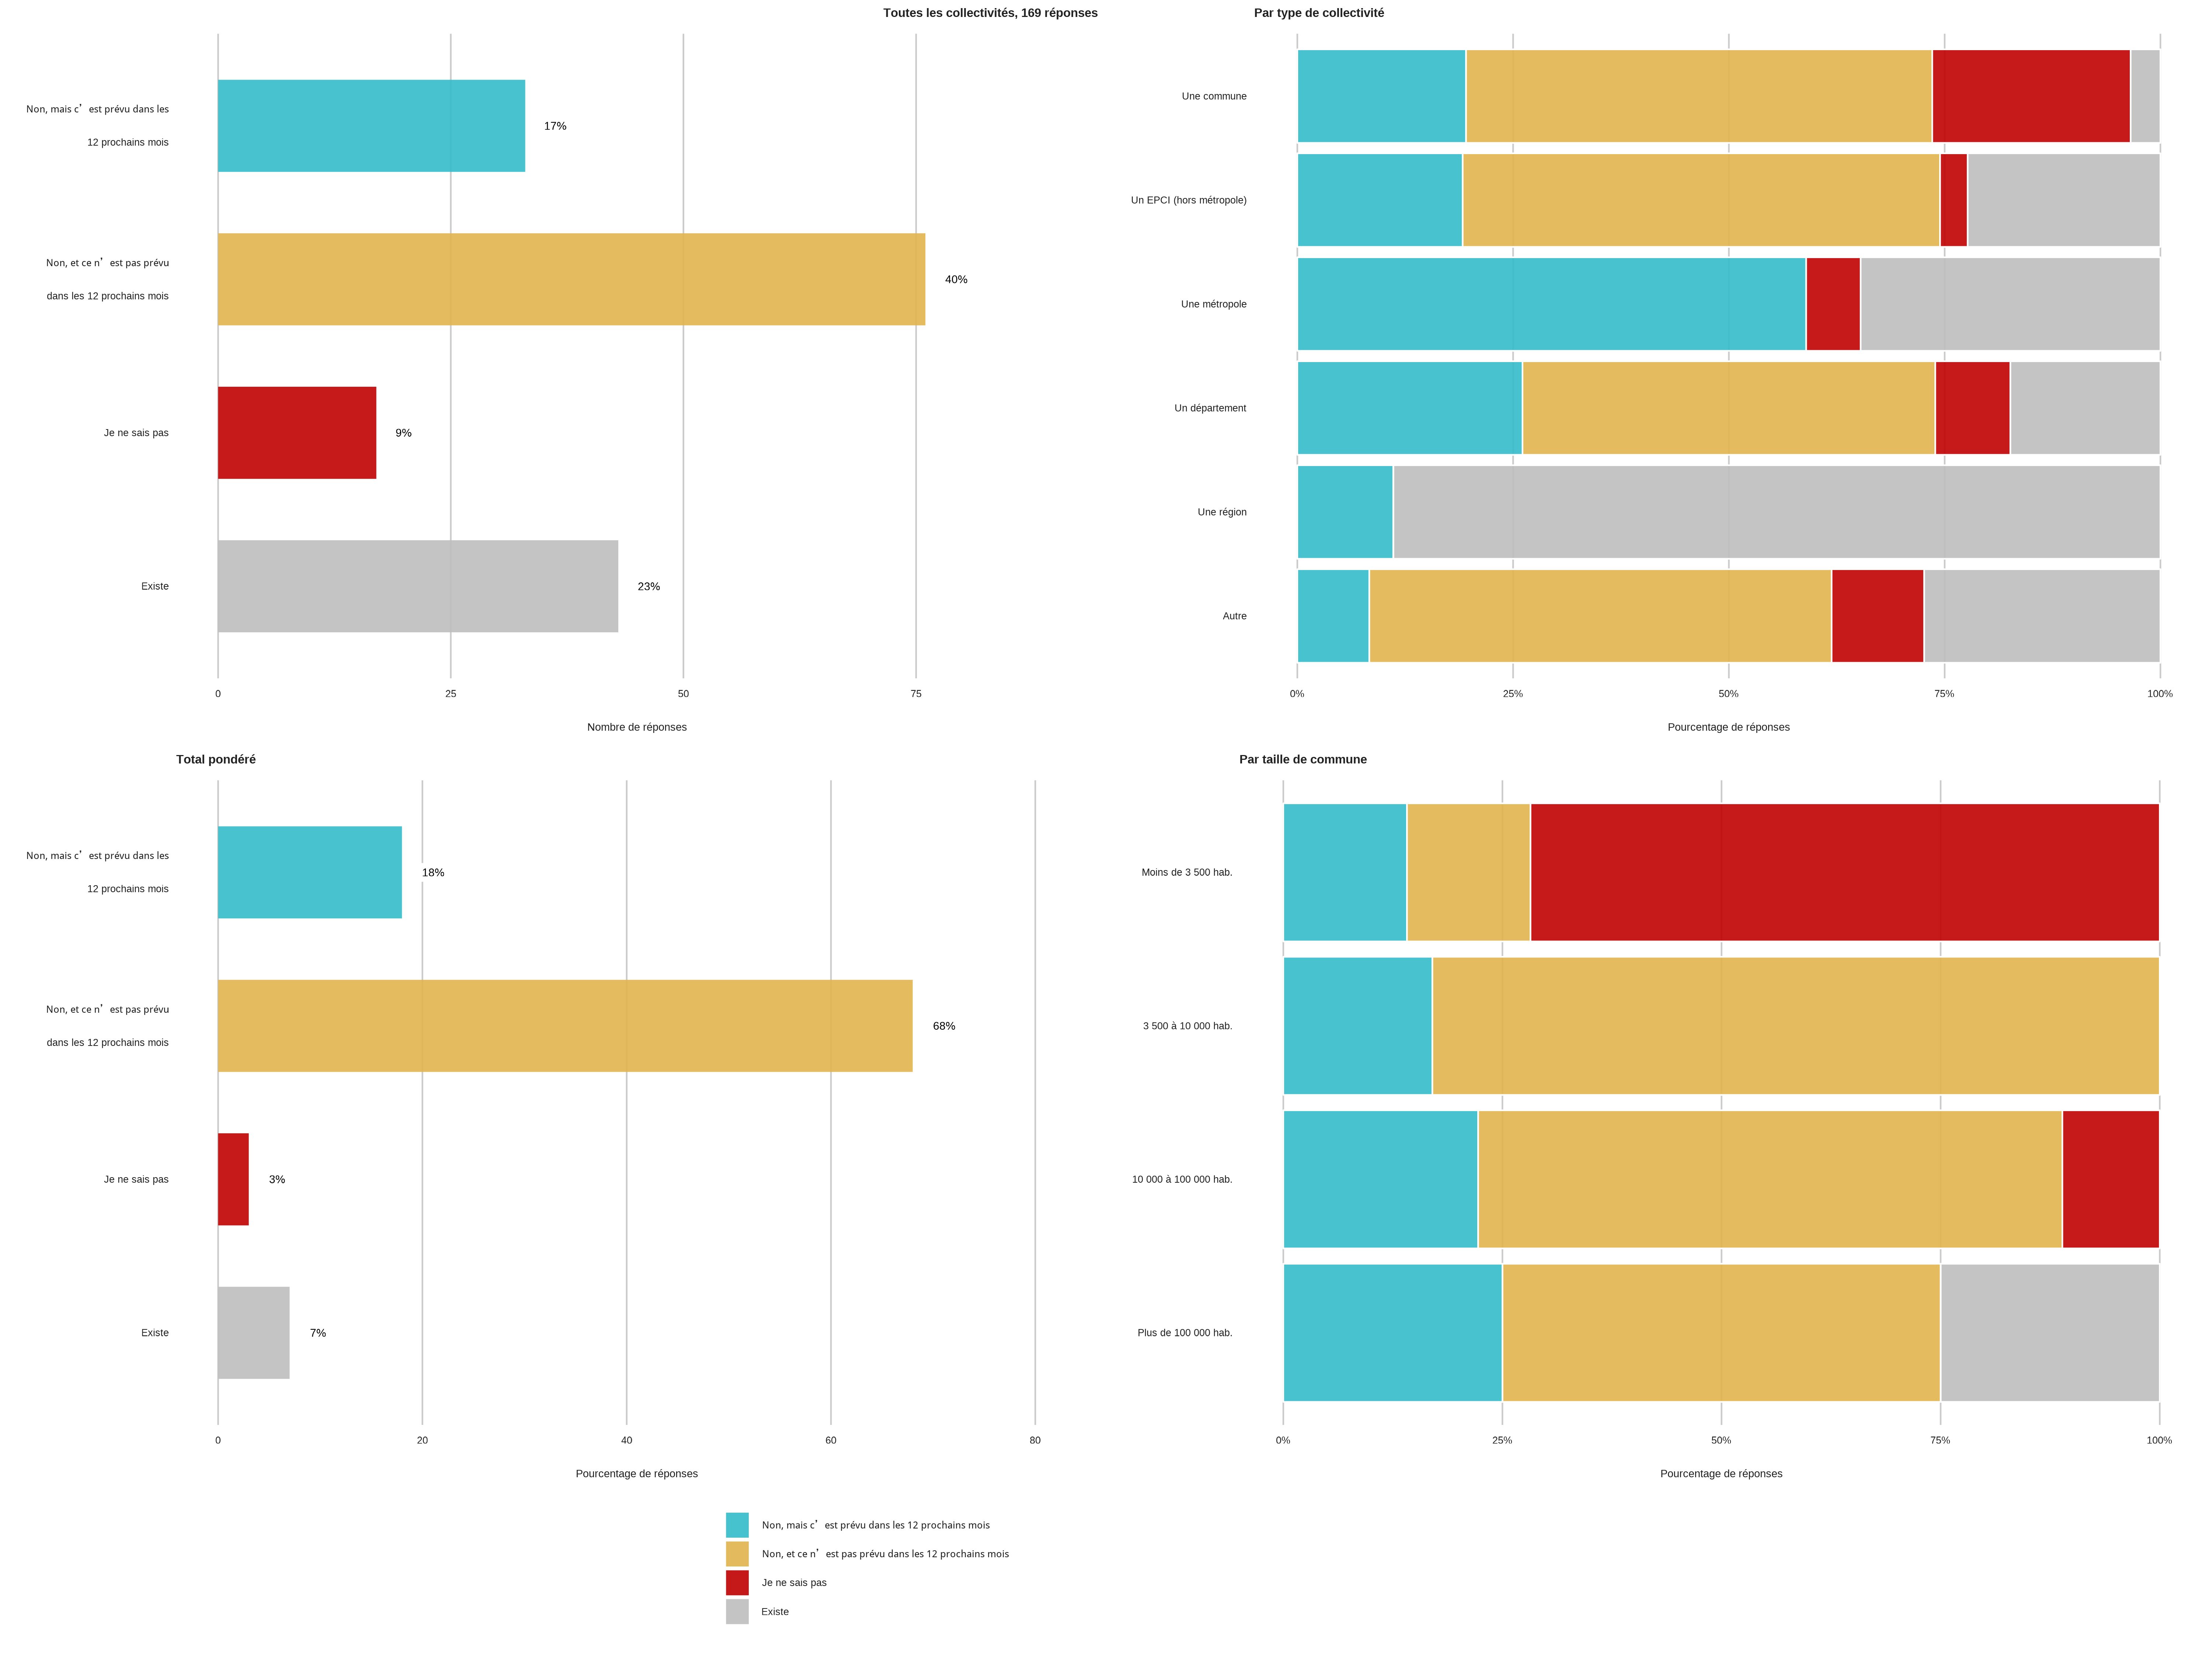 Toutes les collectivités, 169 réponses
Non, mais c’est prévu dans les
12 prochains mois
17%
Non, et ce n’est pas prévu
dans les 12 prochains mois
40%
Je ne sais pas
9%
Existe
23%
0
25
50
75
Nombre de réponses
Par type de collectivité
Une commune
Un EPCI (hors métropole)
Une métropole
Un département
Une région
Autre
0%
25%
50%
75%
100%
Pourcentage de réponses
Total pondéré
Non, mais c’est prévu dans les
12 prochains mois
18%
Non, et ce n’est pas prévu
dans les 12 prochains mois
68%
Je ne sais pas
3%
Existe
7%
0
20
40
60
80
Pourcentage de réponses
Par taille de commune
Moins de 3 500 hab.
3 500 à 10 000 hab.
10 000 à 100 000 hab.
Plus de 100 000 hab.
0%
25%
50%
75%
100%
Pourcentage de réponses
Non, mais c’est prévu dans les 12 prochains mois
Non, et ce n’est pas prévu dans les 12 prochains mois
Je ne sais pas
Existe